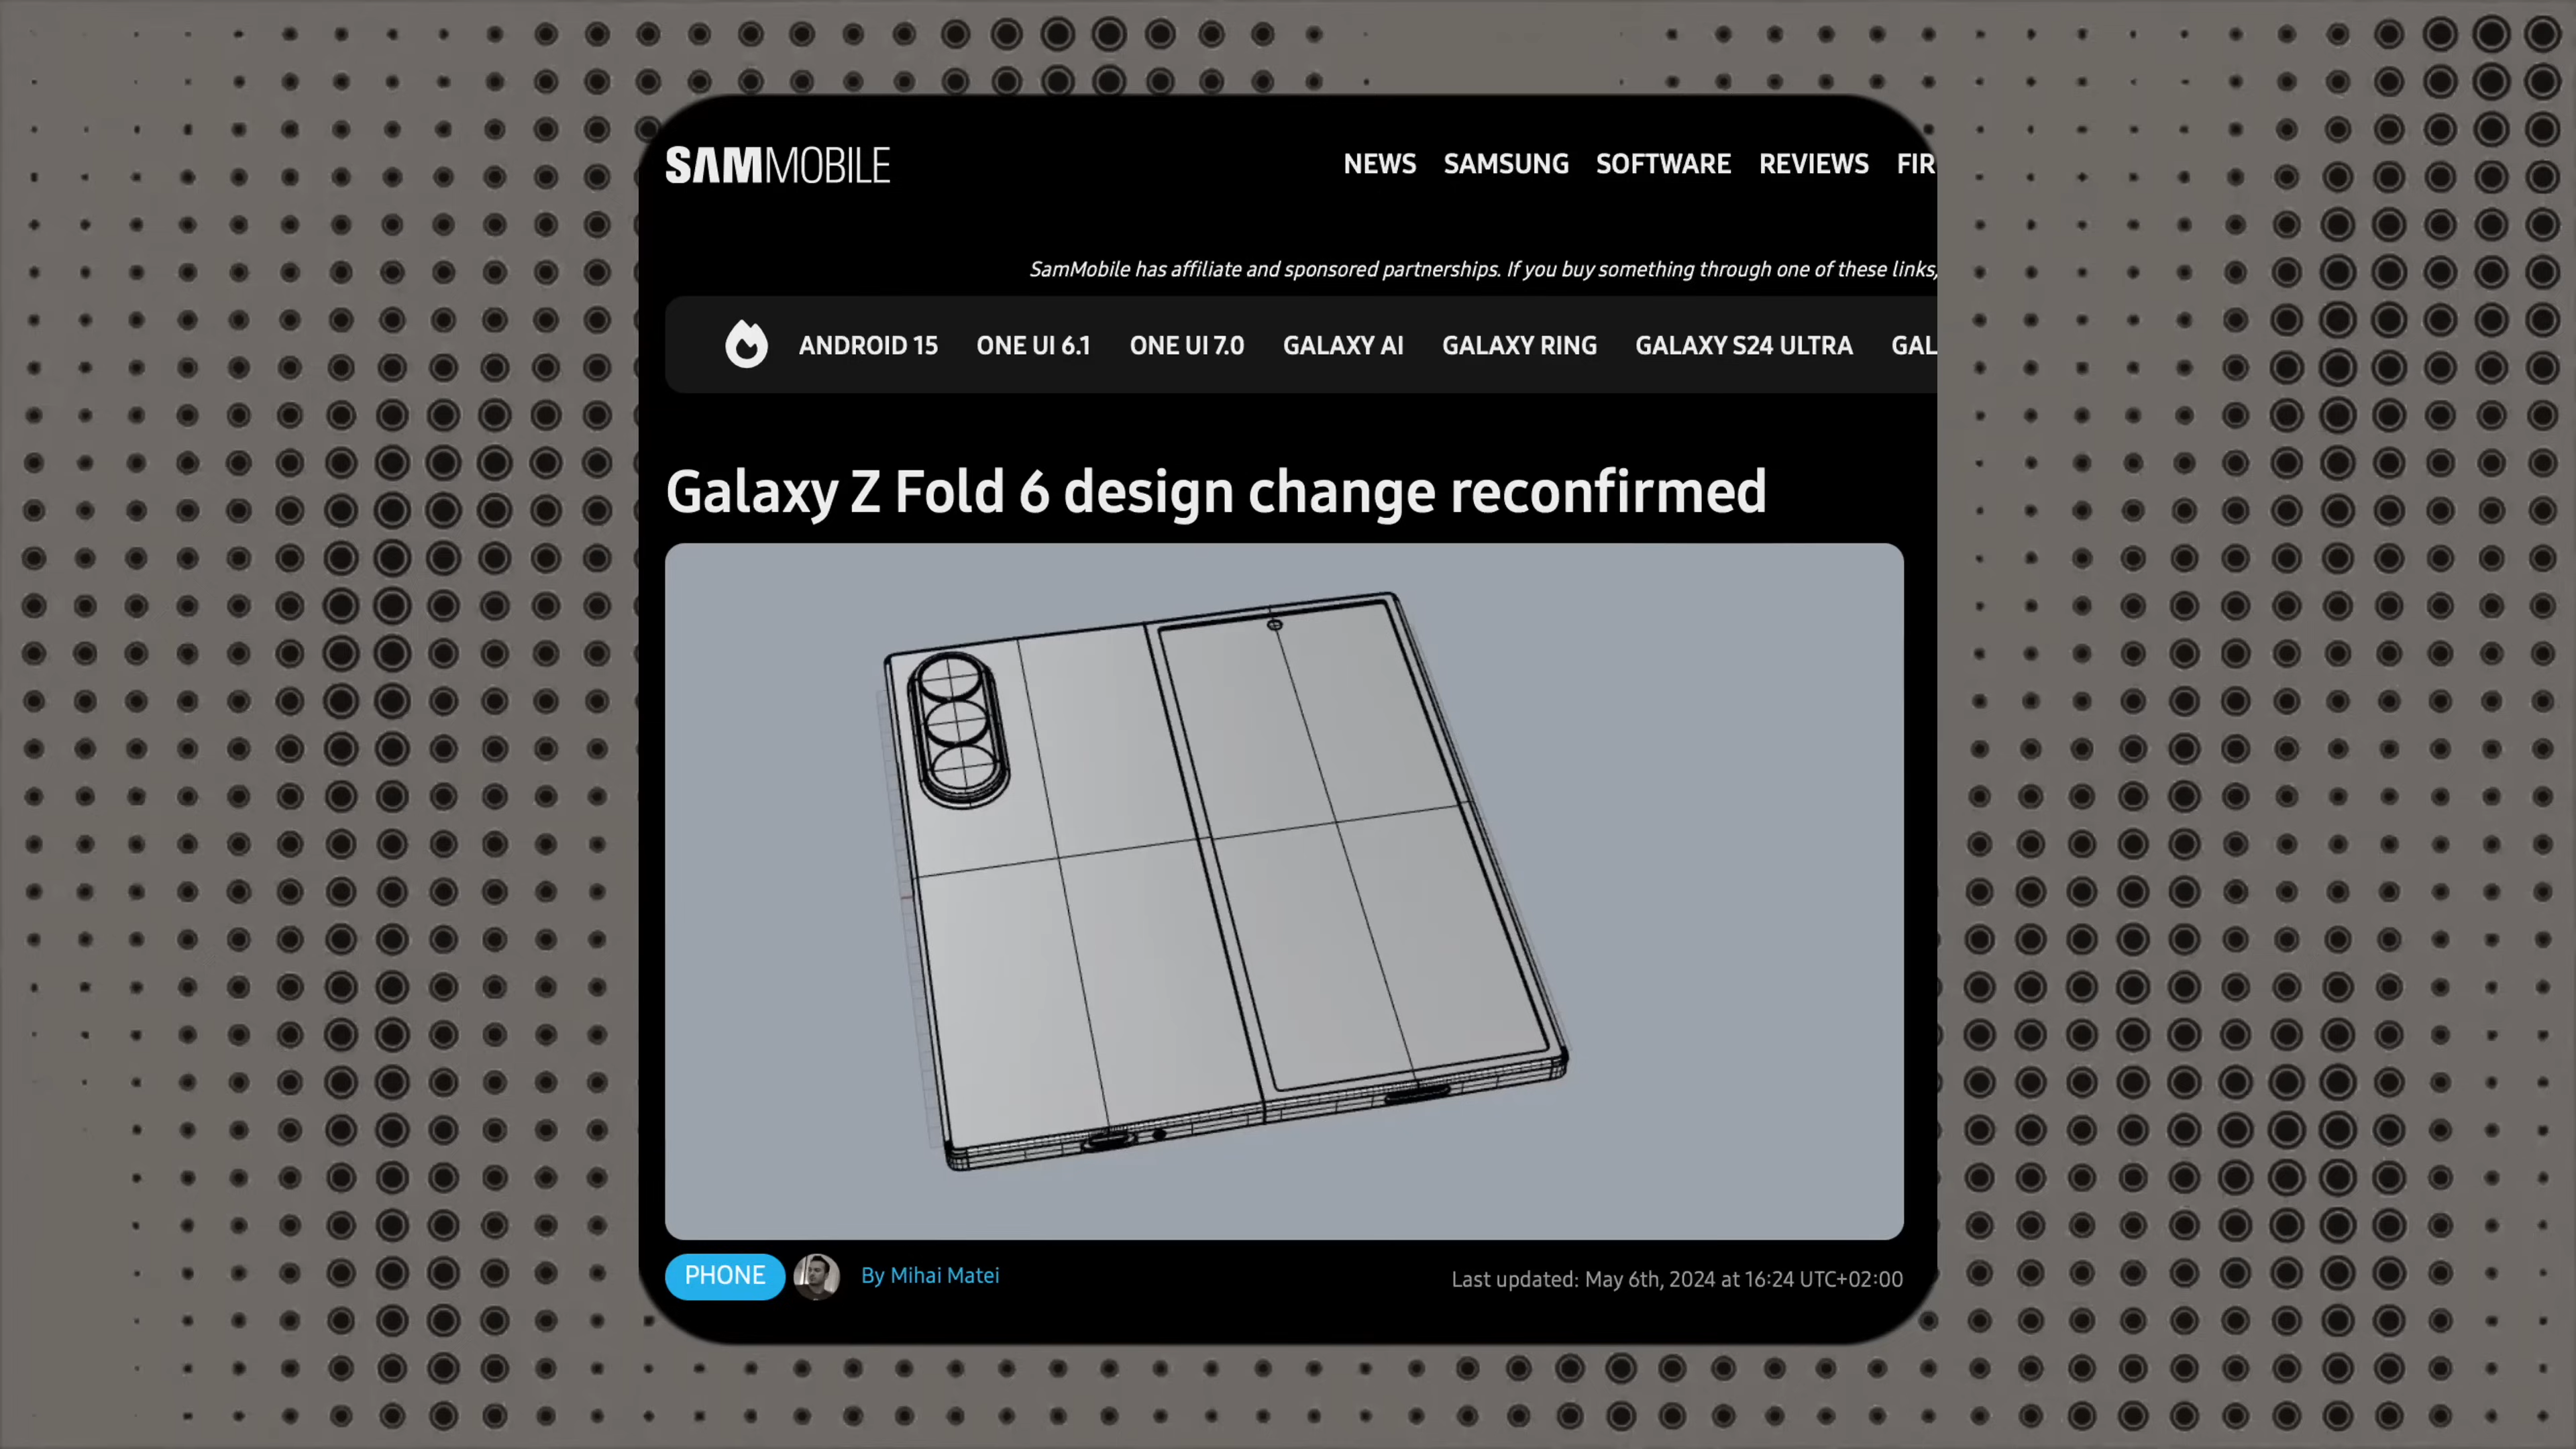 SAMMOBILE
NEWS SAMSUNG SOFTWARE REVIEWS FIR
SamMobile has affiliate and sponsored partnerships. If you buy something through one of these links,
ANDROID 15 ONE UI 6.1 ONE UI 7.0 GALAXY AI GALAXY RING GALAXY S24 ULTRA GAL
Galaxy Z Fold 6 design change reconfirmed
PHONE By Mihai Matei Last updated: May 6th, 2024 at 16:24 UTC+02:00